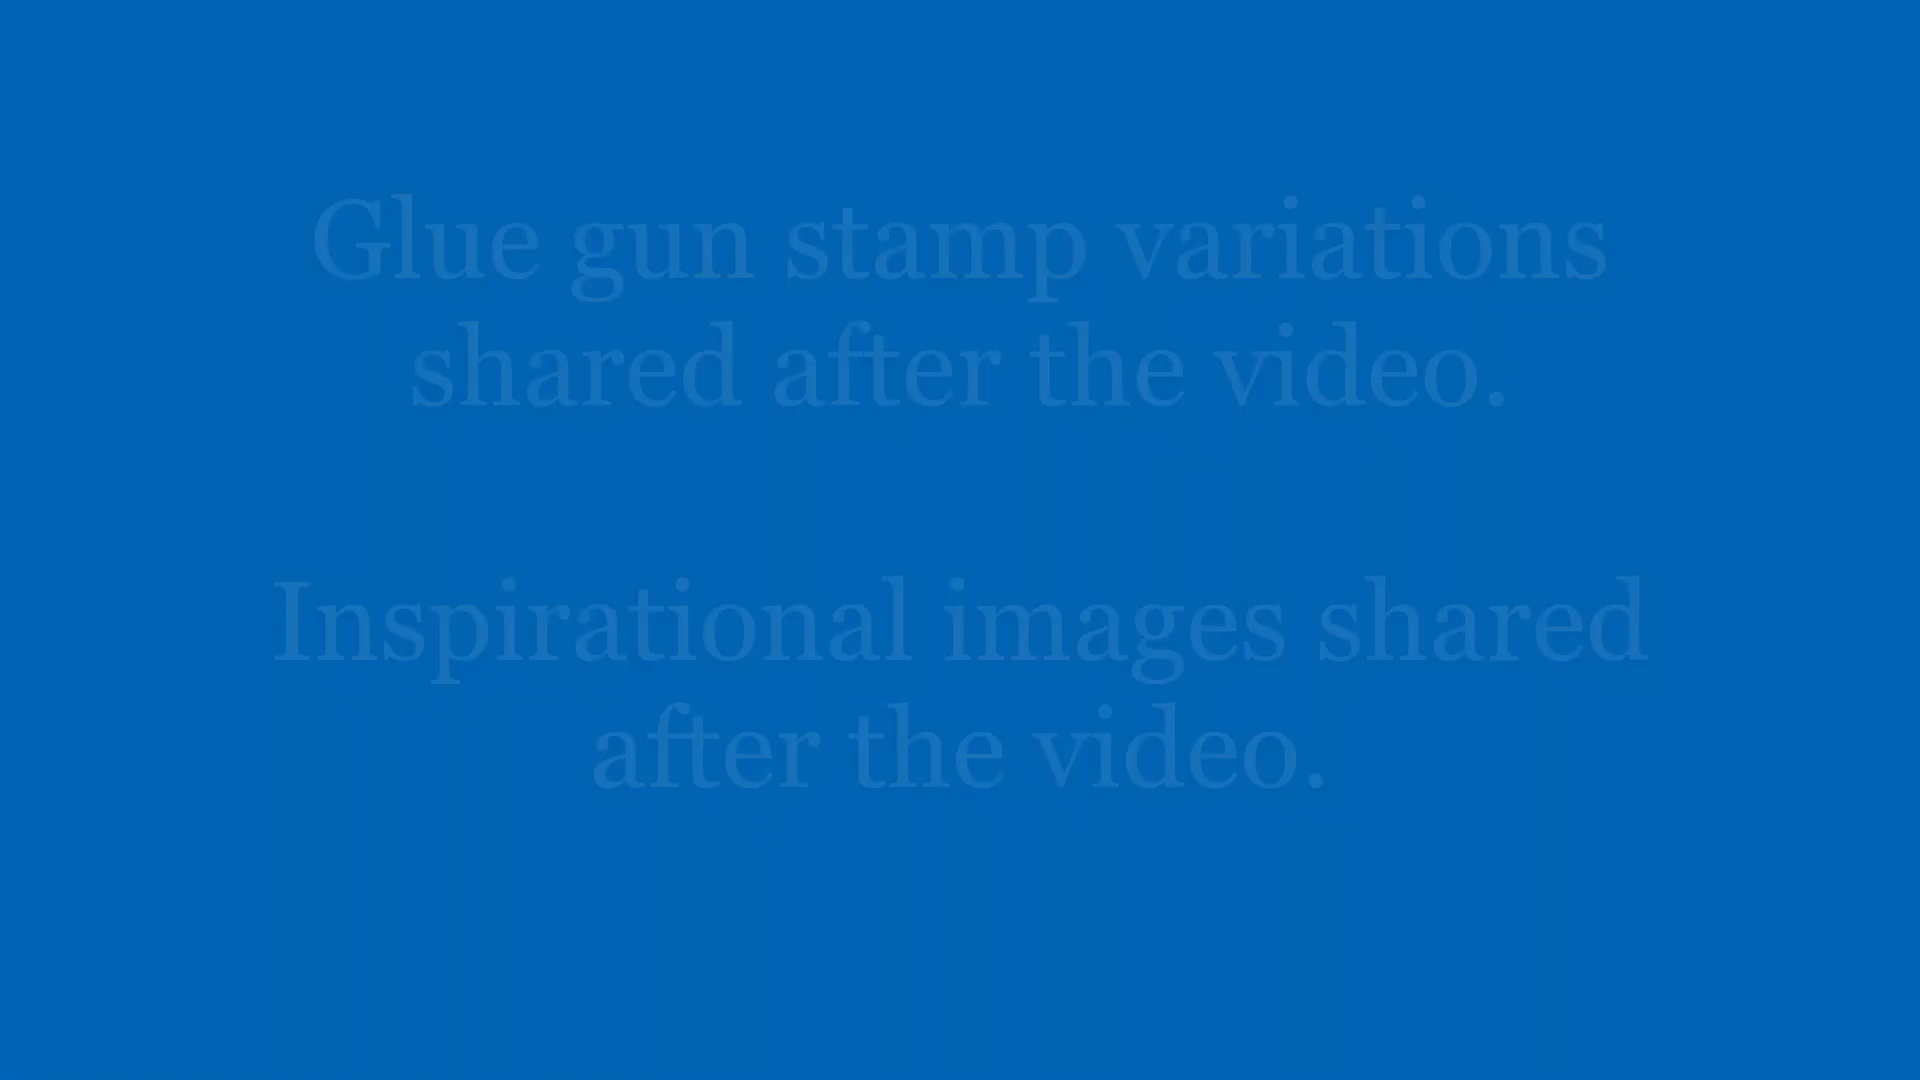 Glue gun stamp variations
shared after the video.
Inspirational images shared
after the video.